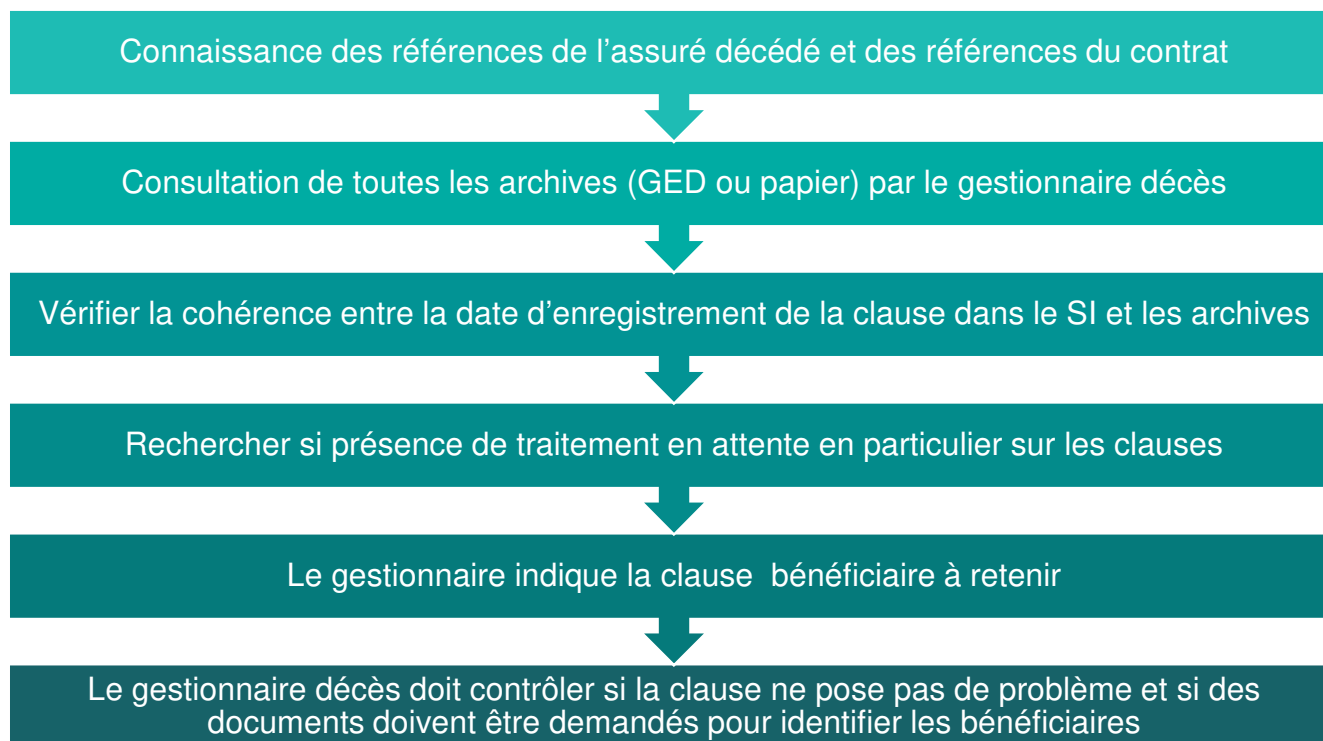 Connaissance des références de l'assuré décédé et des références du contrat
Consultation de toutes les archives (GED ou papier) par le gestionnaire décès
Vérifier la cohérence entre la date d'enregistrement de la clause dans le SI et les archives
Rechercher si présence de traitement en attente en particulier sur les clauses
Le gestionnaire indique la clause  bénéficiaire à retenir
Le gestionnaire décès doit contrôler si la clause ne pose pas de problème et si des
documents doivent être demandés pour identifier les bénéficiaires